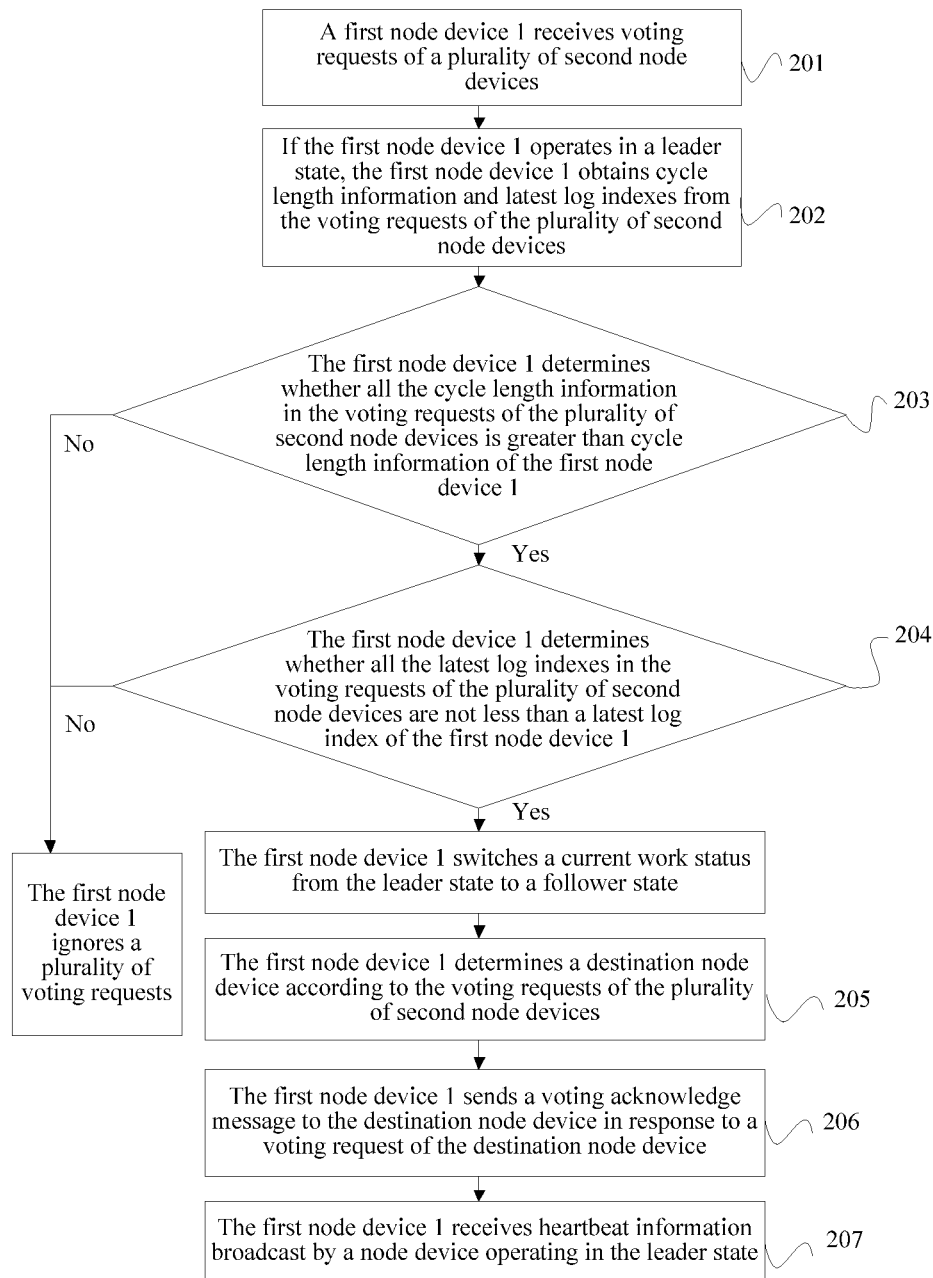 A first node device 1 receives voting
requests of a plurality of second node
devices
201
If the first node device 1 operates in a leader
state, the first node device 1 obtains cycle
length information and latest log indexes from
the voting requests of the plurality of second
node devices
202
The first node device 1 determines
whether all the cycle length information
in the voting requests of the plurality of
second node devices is greater than cycle
length information of the first node
device 1
203
No
Yes
The first node device 1 determines
whether all the latest log indexes in the
voting requests of the plurality of second
node devices are not less than a latest log
index of the first node device 1
204
No
Yes
The first node device 1 switches a current work status
from the leader state to a follower state
The first node
device 1
ignores a
plurality of
voting requests
The first node device 1 determines a destination node
device according to the voting requests of the plurality
of second node devices
205
The first node device 1 sends a voting acknowledge
message to the destination node device in response to a
voting request of the destination node device
206
The first node device 1 receives heartbeat information
broadcast by a node device operating in the leader state
207